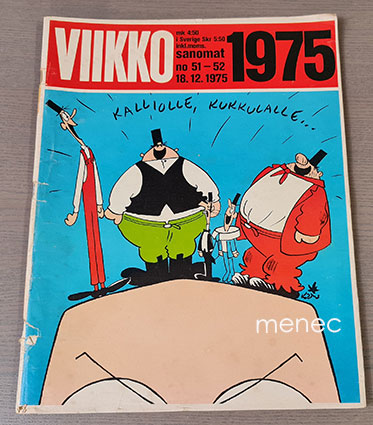 VIIKKO
mk 4:50
i Sverige Skr 5:50
inkl.moms.
sanomat
no 51–52
18.12.1975
1975
KALLIOLLE, KUKKULALLE....
menec